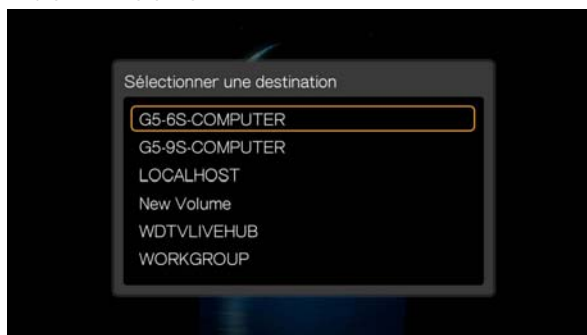 Sélectionner une destination
G5-6S-COMPUTER
G5-9S-COMPUTER
LOCALHOST
New Volume
WDTVLIVEHUB
WORKGROUP